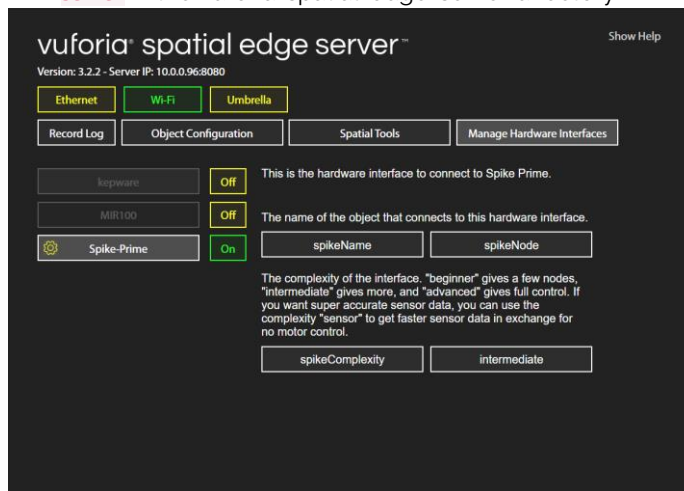 vuforia® spatial edge server™
Show Help
Version: 3.2.2 - Server IP: 10.0.0.96:8080
Ethernet
Wi-Fi
Umbrella
Record Log
Object Configuration
Spatial Tools
Manage Hardware Interfaces
kepware
Off
MIR100
Off
Spike-Prime
On
This is the hardware interface to connect to Spike Prime.
The name of the object that connects to this hardware interface.
spikeName
spikeNode
The complexity of the interface. "beginner" gives a few nodes,
"intermediate" gives more, and "advanced" gives full control. If
you want super accurate sensor data, you can use the
complexity "sensor" to get faster sensor data in exchange for
no motor control.
spikeComplexity
intermediate